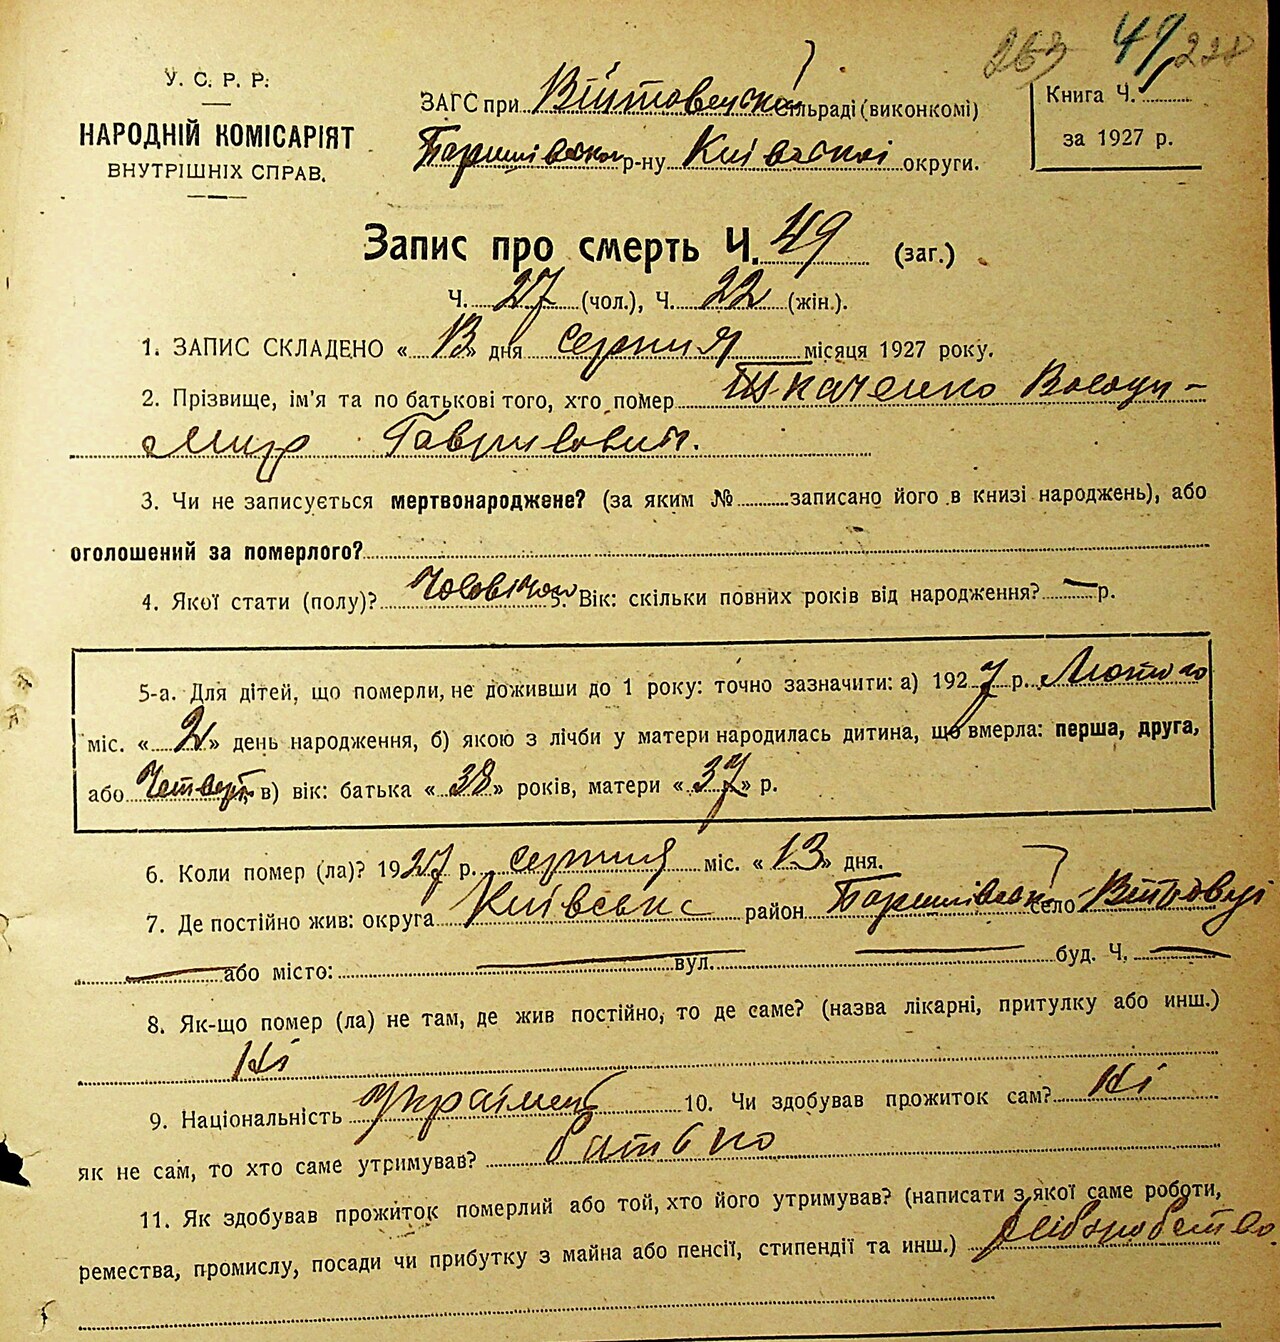 263 49 228
У. С. Р. Р.
НАРОДНІЙ КОМІСАРІЯТ
ВНУТРІШНІХ СПРАВ.
ЗАГС при Війтовецькій сільраді (виконкомі)
Баришівськог р-ну Київської округи.
Книга Ч.
за 1927 р.
Запис про смерть Ч. 49 (заг.)
Ч. 27 (чол.), Ч. 22 (жін.).
1. ЗАПИС СКЛАДЕНО « 13 » дня серпня місяця 1927 року.
2. Прізвище, ім'я та по батькові того, хто помер Ткаченко Володи-
мир Гаврилович.
3. Чи не записується мертвонароджене? (за яким № записано його в книзі народжень), або
оголошений за померлого?
4. Якої стати (полу)? Чоловічої 5. Вік: скільки повних років від народження? — р.
5-а. Для дітей, що померли, не доживши до 1 року: точно зазначити: а) 1927 р. Лютого
міс. « 2 » день народження, б) якою з лічби у матери народилась дитина, що вмерла: перша, друга,
або Четверт. в) вік: батька « 38 » років, матери « 37 » р.
6. Коли помер (ла)? 1927 р. серпня міс. « 13 » дня.
7. Де постійно жив: округа Київська район Баришівськ. село Війтовці
— або місто: — вул. — буд. Ч. —
8. Як-що помер (ла) не там, де жив постійно, то де саме? (назва лікарні, притулку або инш.)
Ні
9. Національність Українец 10. Чи здобував прожиток сам? Ні
як не сам, то хто саме утримував? батько
11. Як здобував прожиток померлий або той, хто його утримував? (написати з якої саме роботи,
ремества, промислу, посади чи прибутку з майна або пенсії, стипендії та инш.) хліборобство.